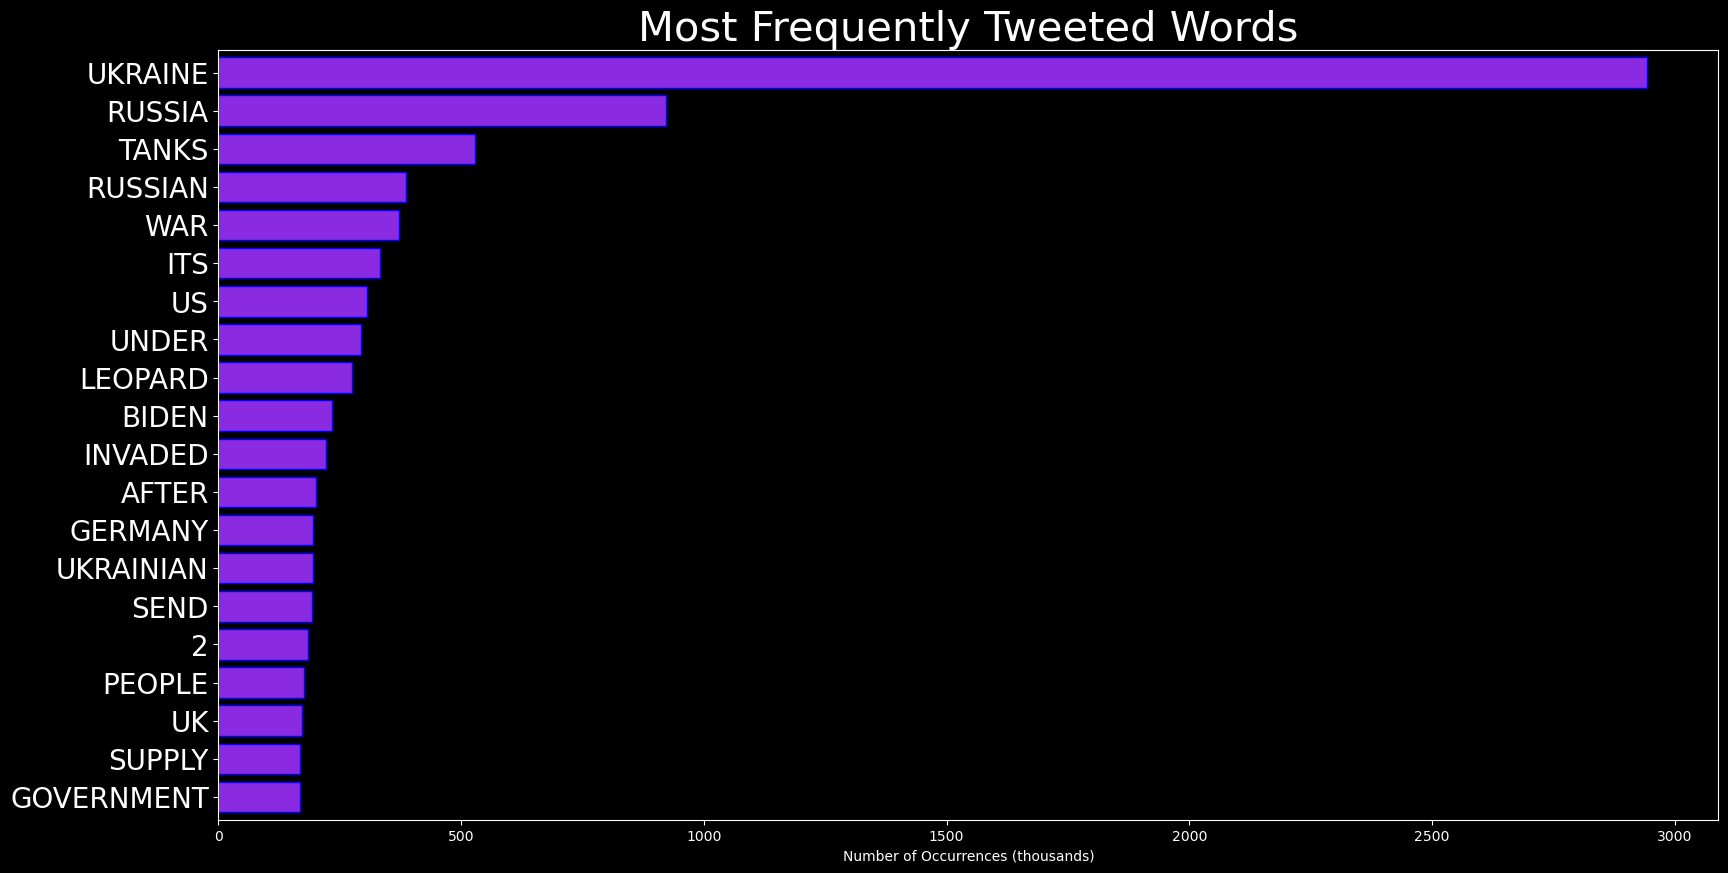 Most Frequently Tweeted Words
UKRAINE
RUSSIA
TANKS
RUSSIAN
WAR
ITS
US
UNDER
LEOPARD
BIDEN
INVADED
AFTER
GERMANY
UKRAINIAN
SEND
2
PEOPLE
UK
SUPPLY
GOVERNMENT
0 500 1000 1500 2000 2500 3000
Number of Occurrences (thousands)